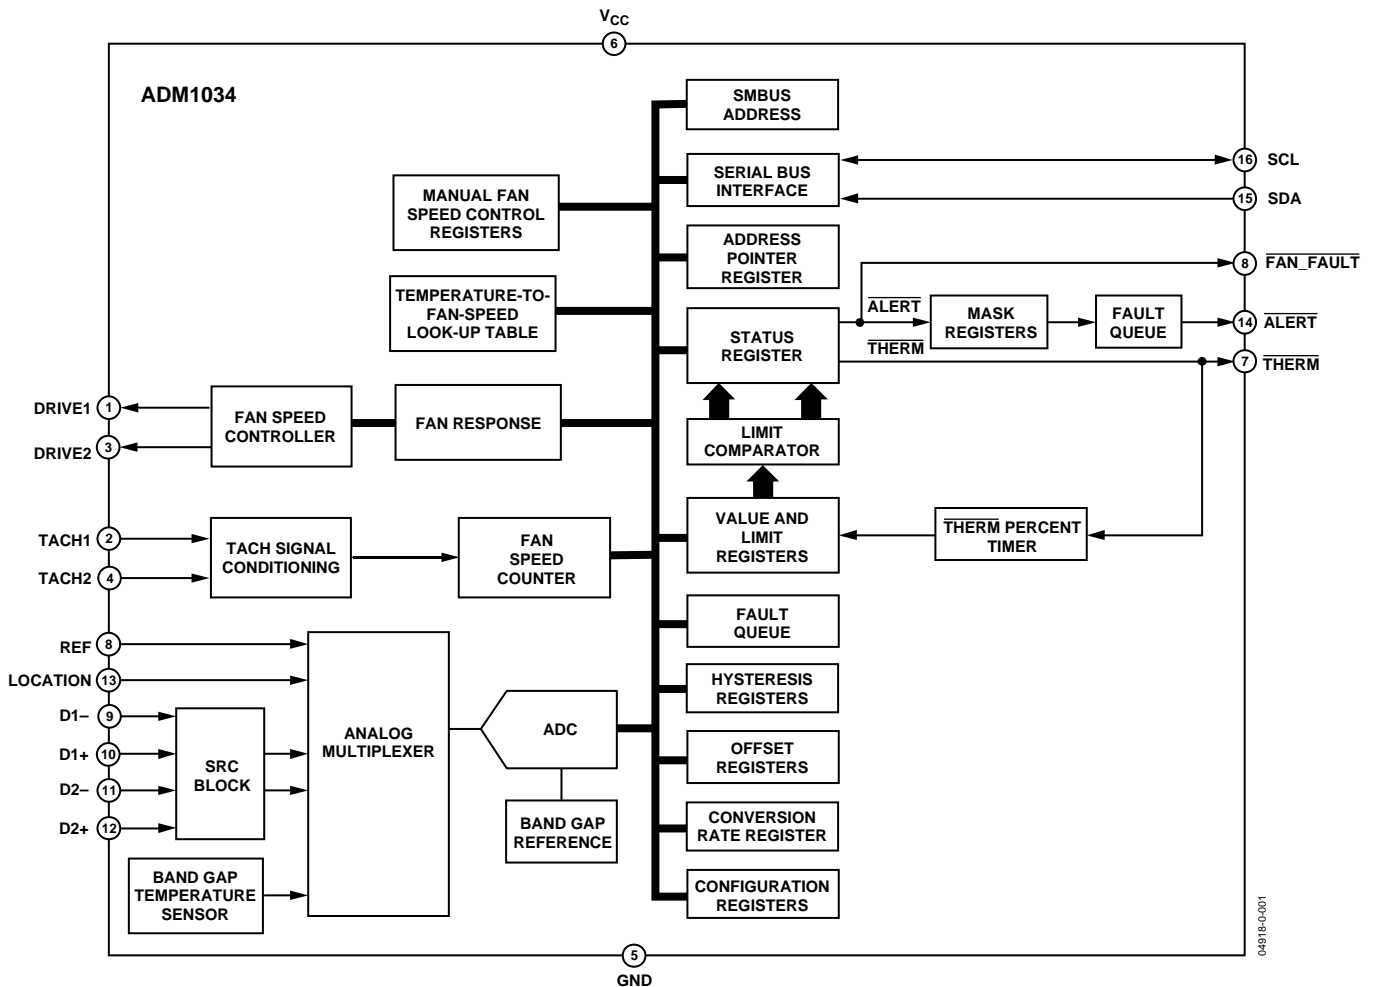 VCC
6
ADM1034
SMBUS
ADDRESS
SERIAL BUS
INTERFACE
16
SCL
15
SDA
MANUAL FAN
SPEED CONTROL
REGISTERS
ADDRESS
POINTER
REGISTER
8
FAN_FAULT
TEMPERATURE-TO-
FAN-SPEED
LOOK-UP TABLE
STATUS
REGISTER
ALERT
THERM
MASK
REGISTERS
FAULT
QUEUE
14
ALERT
7
THERM
DRIVE1
1
DRIVE2
3
FAN SPEED
CONTROLLER
FAN RESPONSE
LIMIT
COMPARATOR
TACH1
2
TACH2
4
TACH SIGNAL
CONDITIONING
FAN
SPEED
COUNTER
VALUE AND
LIMIT
REGISTERS
THERM PERCENT
TIMER
FAULT
QUEUE
REF
8
LOCATION
13
D1–
9
D1+
10
D2–
11
D2+
12
SRC
BLOCK
ANALOG
MULTIPLEXER
ADC
HYSTERESIS
REGISTERS
OFFSET
REGISTERS
BAND GAP
REFERENCE
CONVERSION
RATE REGISTER
BAND GAP
TEMPERATURE
SENSOR
CONFIGURATION
REGISTERS
5
GND
04918-0-001